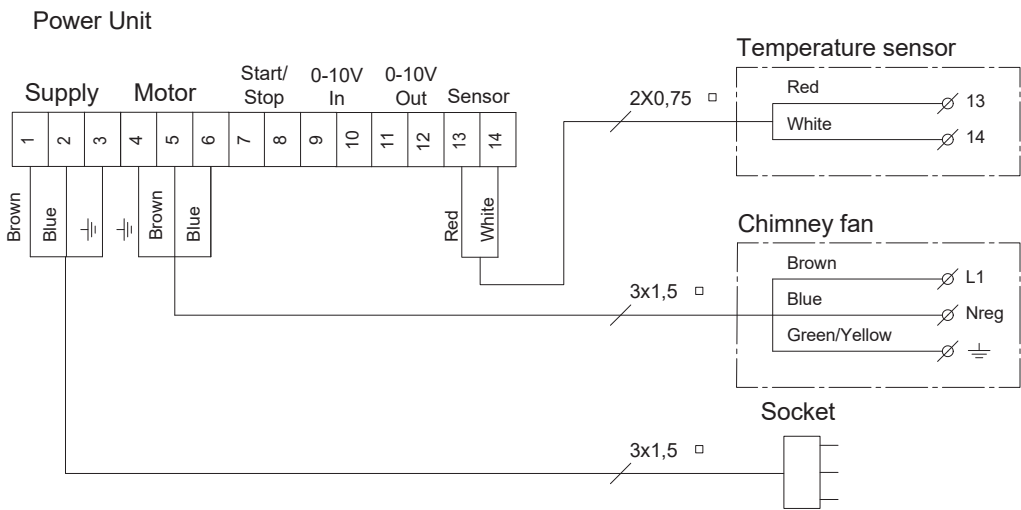 Power Unit
Supply
Motor
Start/
Stop
0-10V
In
0-10V
Out
Sensor
1 2 3 4 5 6 7 8 9 10 11 12 13 14
Brown
Blue
Brown
Blue
Red
White
2X0,75
3x1,5
3x1,5
Temperature sensor
Red
13
White
14
Chimney fan
Brown
L1
Blue
Nreg
Green/Yellow
Socket